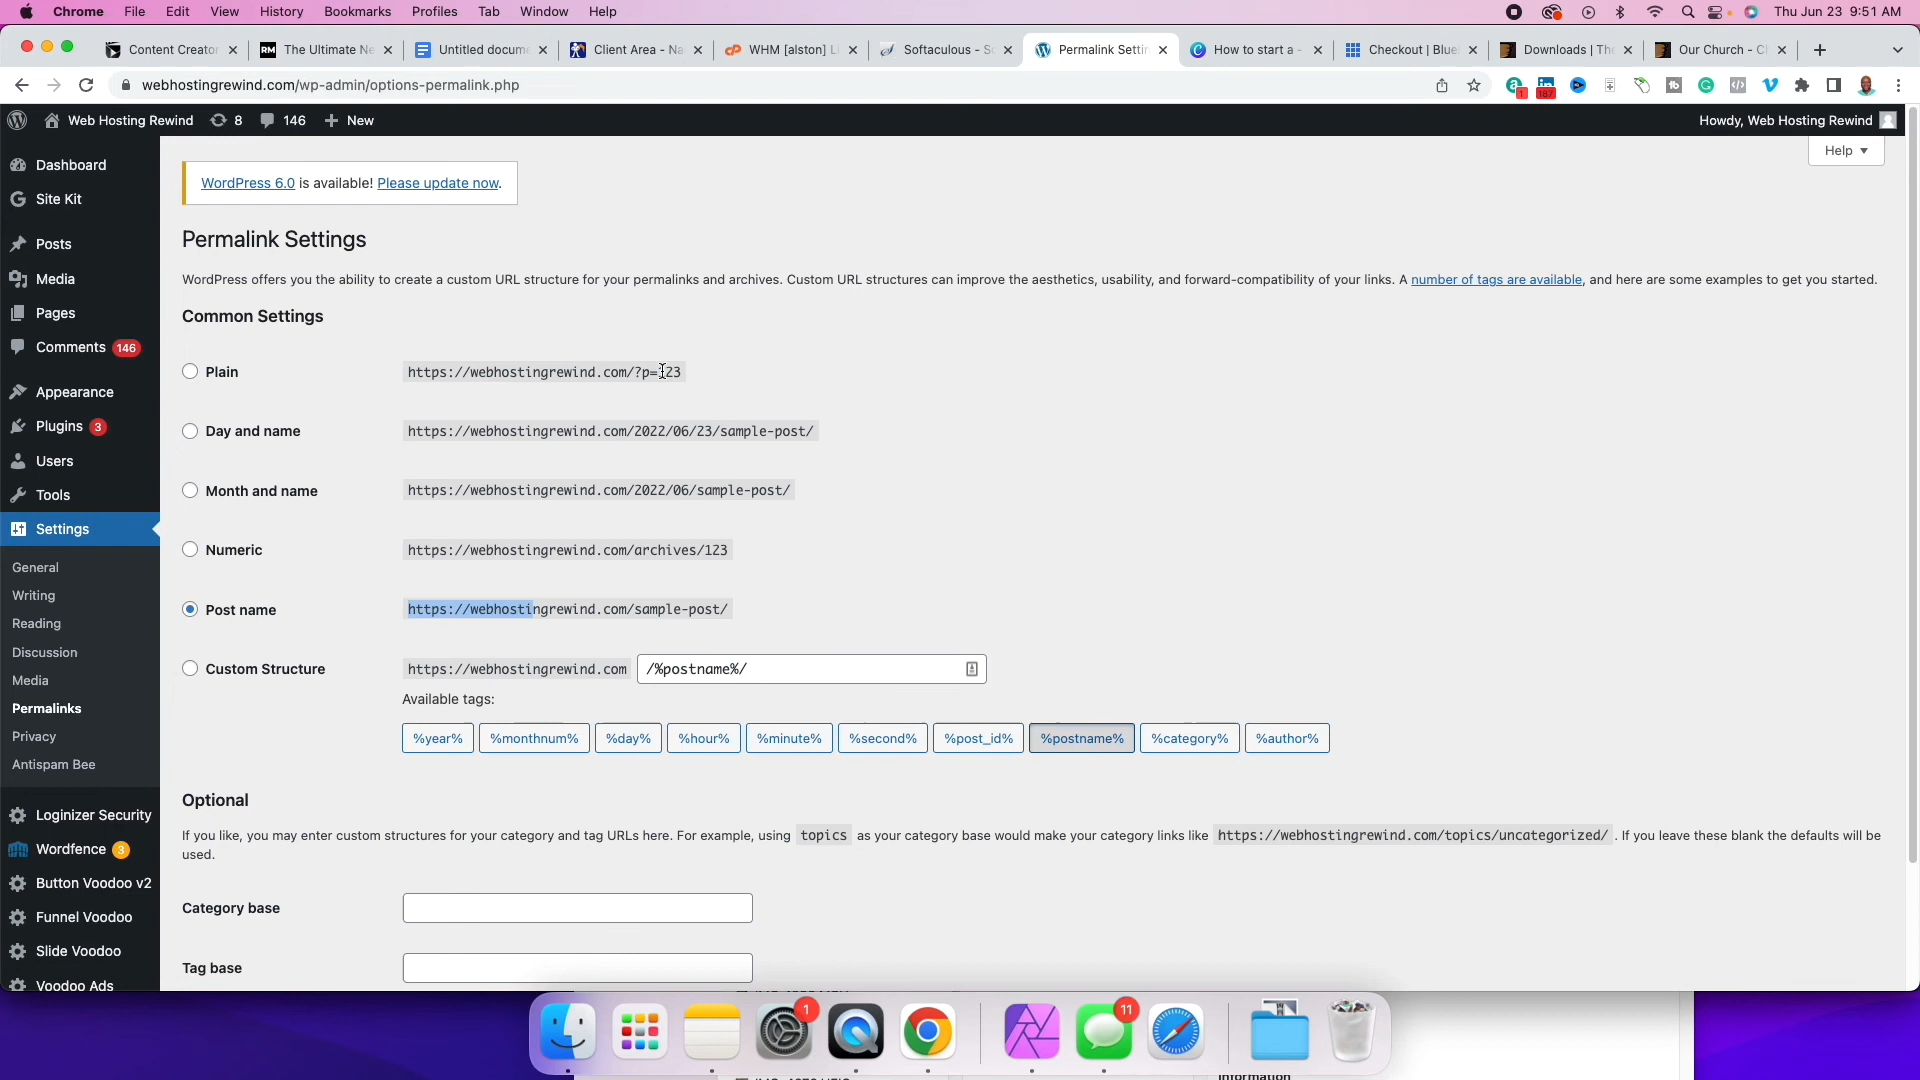 Chrome File Edit View History Bookmarks Profiles Tab Window Help Thu Jun 23 9:51 AM
Content Creator The Ultimate Ne Untitled docume Client Area - Na WHM [alston] L Softaculous - S Permalink Settin How to start a - Checkout | Blue Downloads | The Our Church - C
webhostingrewind.com/wp-admin/options-permalink.php
1 187
Web Hosting Rewind 8 146 New Howdy, Web Hosting Rewind
Help
Dashboard
Site Kit
Posts
Media
Pages
Comments 146
Appearance
Plugins 3
Users
Tools
Settings
General
Writing
Reading
Discussion
Media
Permalinks
Privacy
Antispam Bee
Loginizer Security
Wordfence 3
Button Voodoo v2
Funnel Voodoo
Slide Voodoo
Voodoo Ads
WordPress 6.0 is available! Please update now.
Permalink Settings
WordPress offers you the ability to create a custom URL structure for your permalinks and archives. Custom URL structures can improve the aesthetics, usability, and forward-compatibility of your links. A number of tags are available, and here are some examples to get you started.
Common Settings
Plain https://webhostingrewind.com/?p=123
Day and name https://webhostingrewind.com/2022/06/23/sample-post/
Month and name https://webhostingrewind.com/2022/06/sample-post/
Numeric https://webhostingrewind.com/archives/123
Post name https://webhostingrewind.com/sample-post/
Custom Structure https://webhostingrewind.com /%postname%/
Available tags:
%year% %monthnum% %day% %hour% %minute% %second% %post_id% %postname% %category% %author%
Optional
If you like, you may enter custom structures for your category and tag URLs here. For example, using topics as your category base would make your category links like https://webhostingrewind.com/topics/uncategorized/ . If you leave these blank the defaults will be
used.
Category base
Tag base
1 11